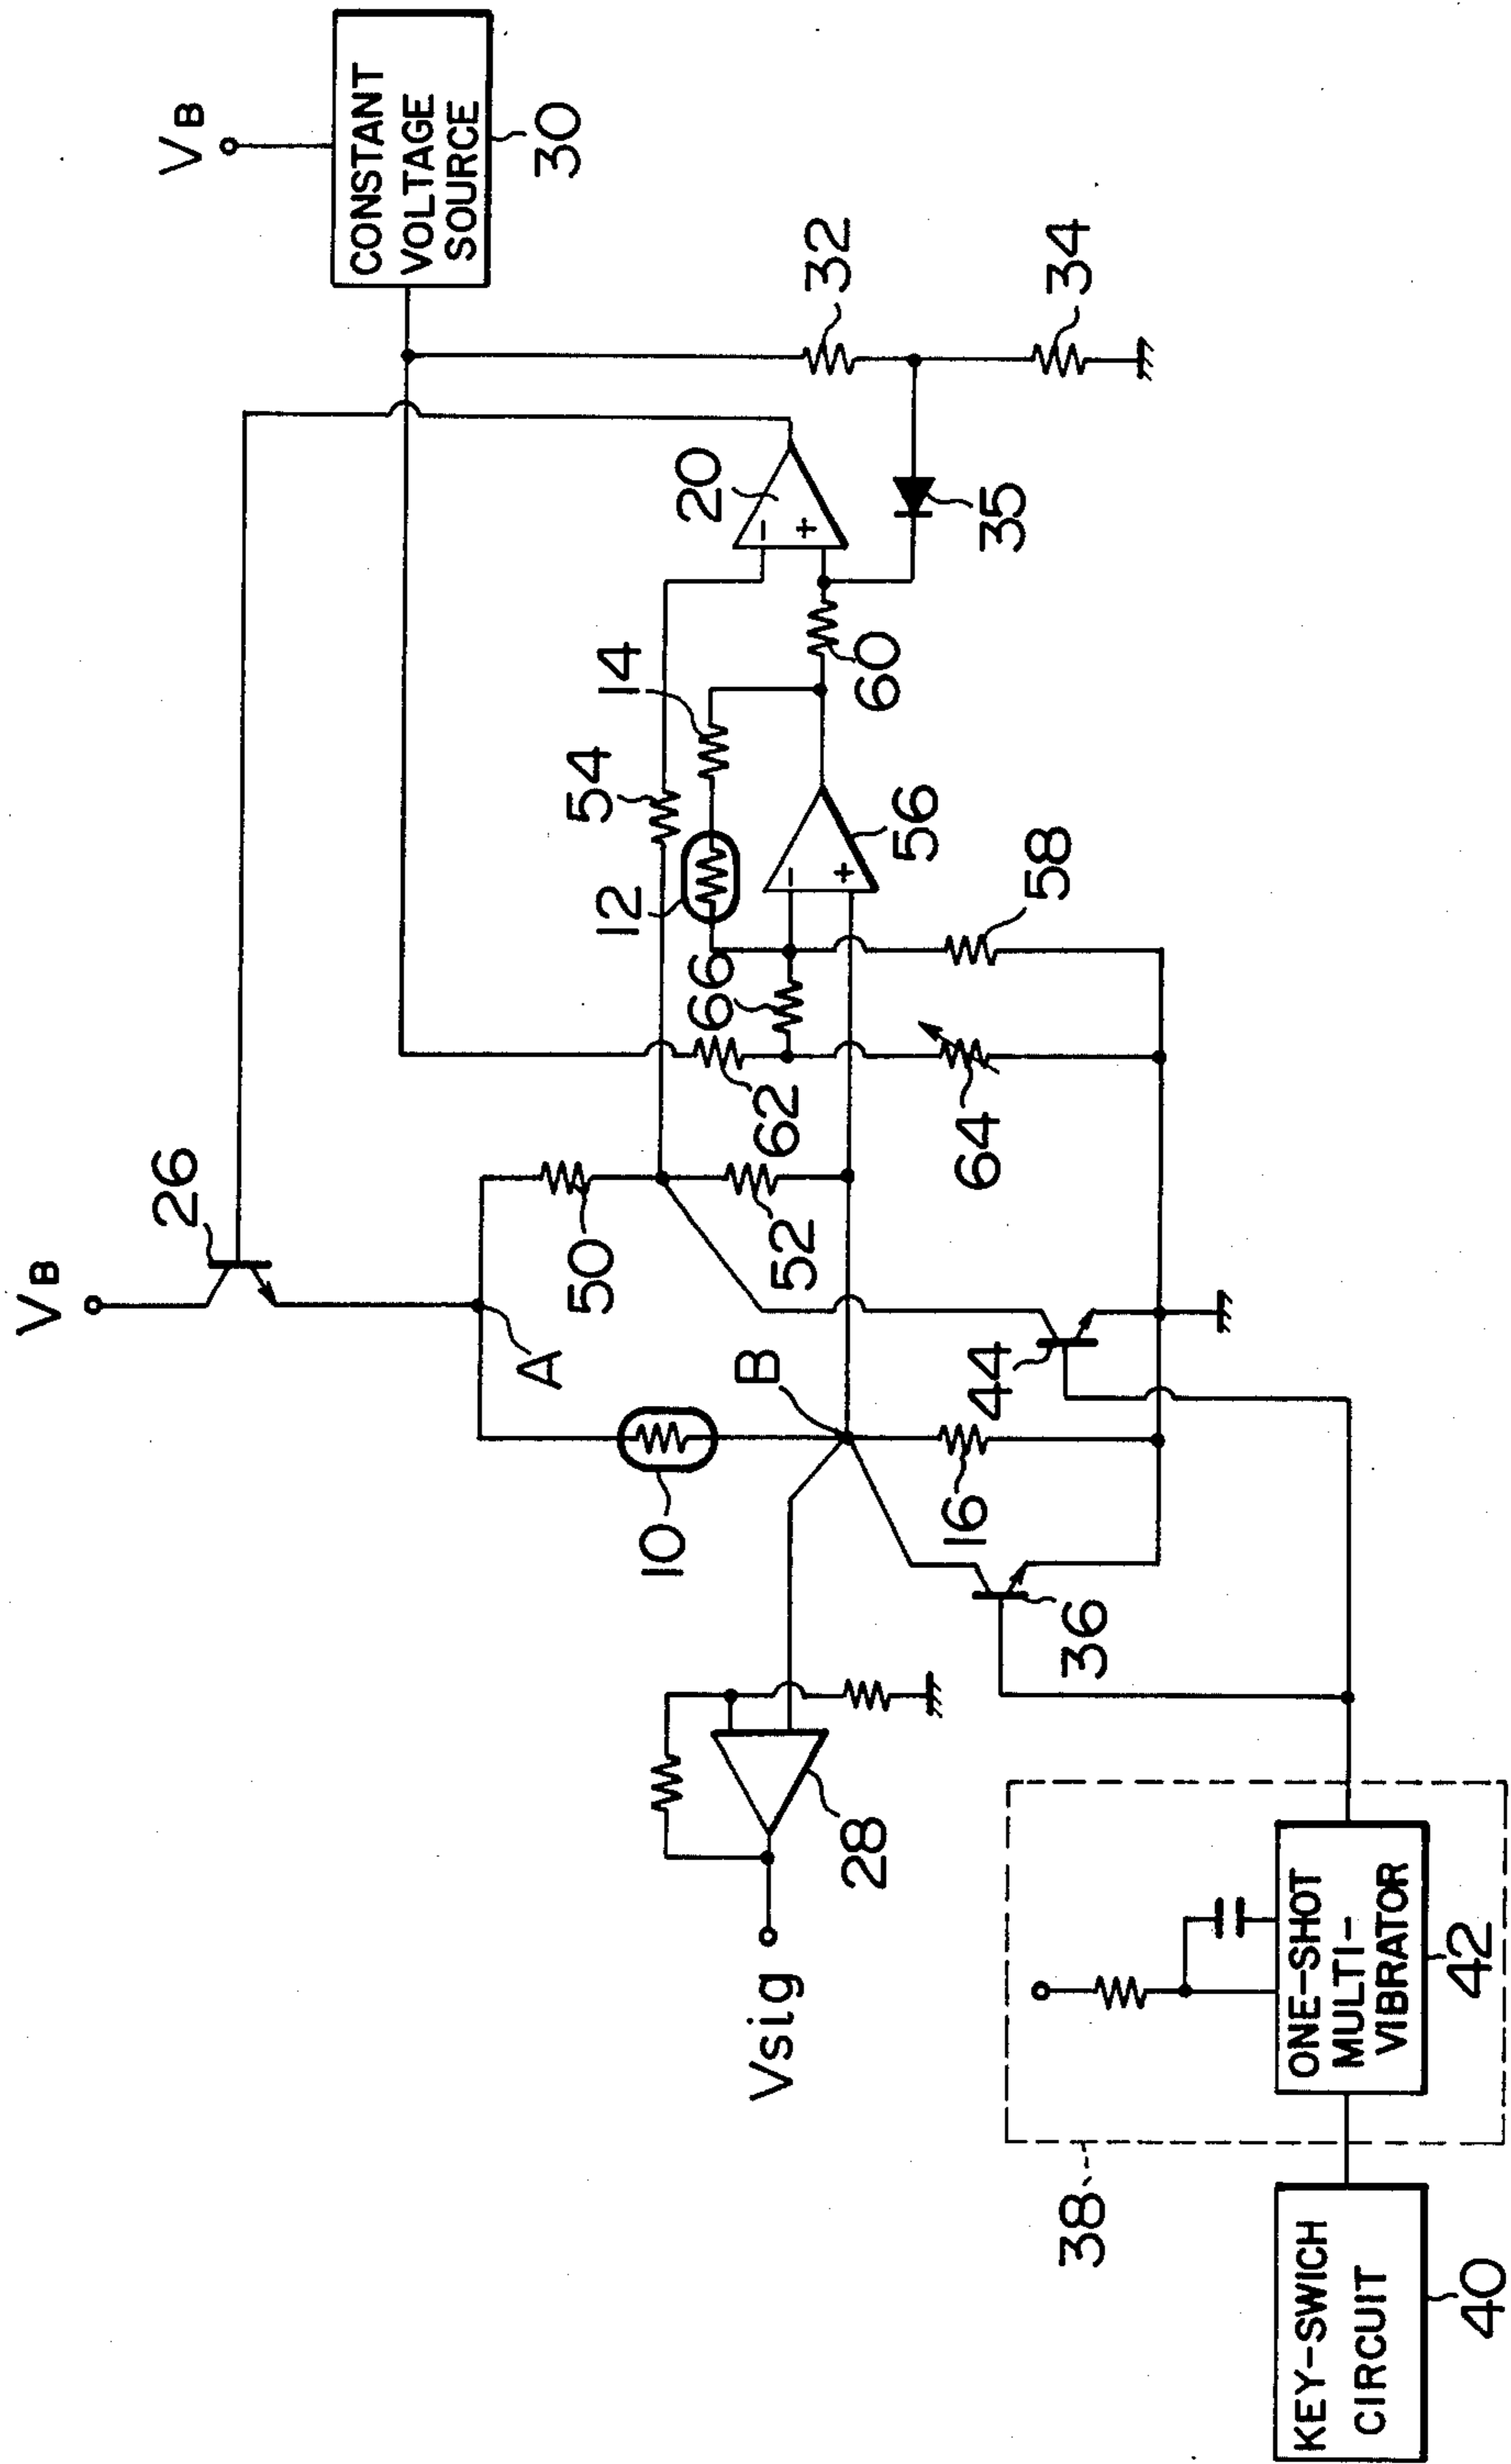 VB
CONSTANT
VOLTAGE
SOURCE
30
32
34
20
35
14
60
54
12
56
66
58
62
64
VB
26
A
50
52
B
44
10
16
36
28
Vsig
ONE-SHOT
MULTI-
VIBRATOR
42
38
KEY-SWICH
CIRCUIT
40